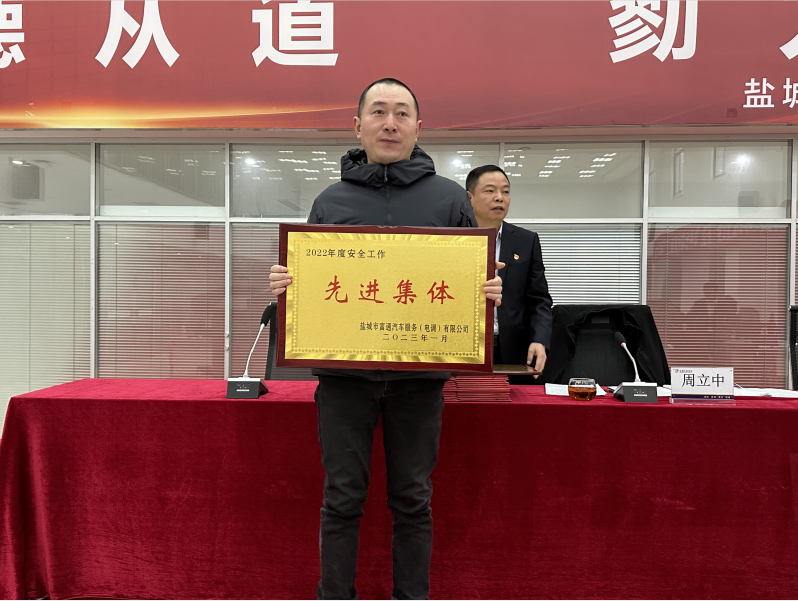 德从道 勠
盐城
2022年度安全工作
先进集体
盐城市富通汽车服务（电调）有限公司
二〇二三年一月
周立中